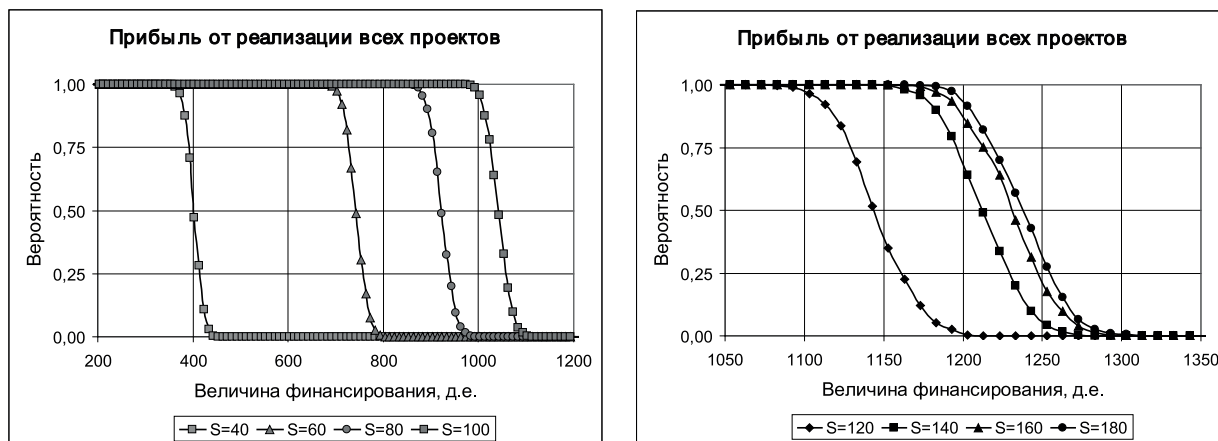 Прибыль от реализации всех проектов
Вероятность
1,00
0,75
0,50
0,25
0,00
200 400 600 800 1000 1200
Величина финансирования, д.е.
S=40 S=60 S=80 S=100
Прибыль от реализации всех проектов
Вероятность
1,00
0,75
0,50
0,25
0,00
1050 1100 1150 1200 1250 1300 1350
Величина финансирования, д.е.
S=120 S=140 S=160 S=180